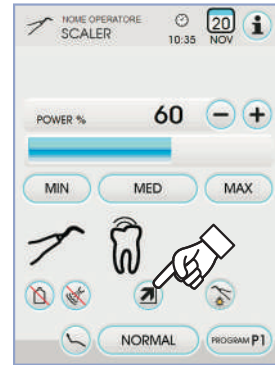 NOME OPERATORE
SCALER
10:35
20
NOV
i
POWER % 60 - +
MIN MED MAX
NORMAL PROGRAM P1